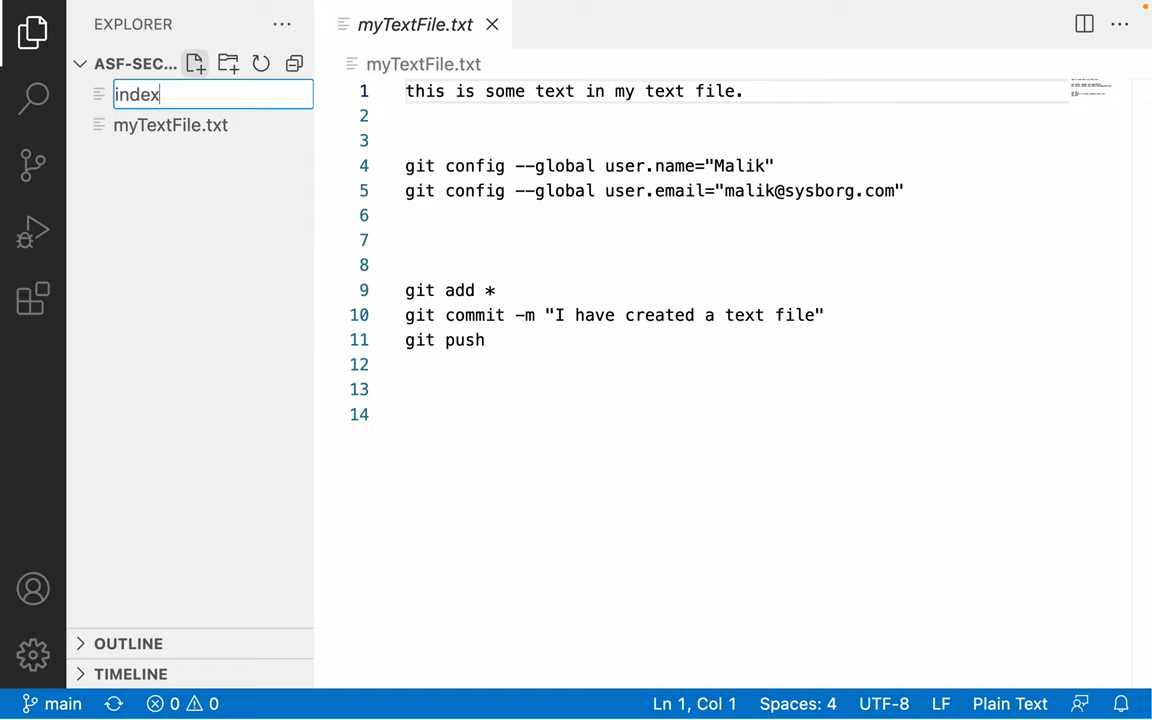 EXPLORER
myTextFile.txt
ASF-SEC...
index
myTextFile.txt
myTextFile.txt
1 this is some text in my text file.
2
3
4 git config --global user.name="Malik"
5 git config --global user.email="malik@sysborg.com"
6
7
8
9 git add *
10 git commit -m "I have created a text file"
11 git push
12
13
14
OUTLINE
TIMELINE
main 0 0 Ln 1, Col 1 Spaces: 4 UTF-8 LF Plain Text